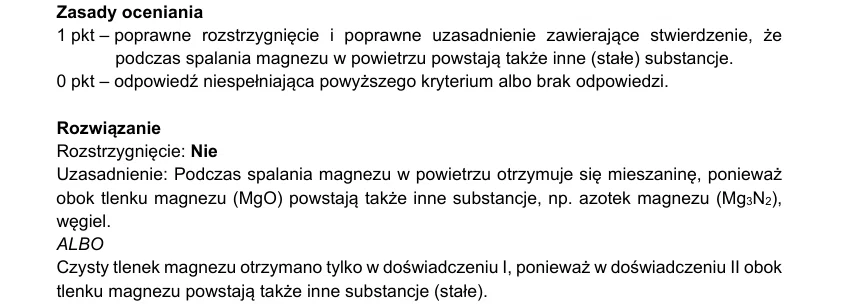 Zasady oceniania
1 pkt – poprawne rozstrzygnięcie i poprawne uzasadnienie zawierające stwierdzenie, że
podczas spalania magnezu w powietrzu powstają także inne (stałe) substancje.
0 pkt – odpowiedź niespełniająca powyższego kryterium albo brak odpowiedzi.
Rozwiązanie
Rozstrzygnięcie: Nie
Uzasadnienie: Podczas spalania magnezu w powietrzu otrzymuje się mieszaninę, ponieważ
obok tlenku magnezu (MgO) powstają także inne substancje, np. azotek magnezu (Mg₃N₂),
węgiel.
ALBO
Czysty tlenek magnezu otrzymano tylko w doświadczeniu I, ponieważ w doświadczeniu II obok
tlenku magnezu powstają także inne substancje (stałe).